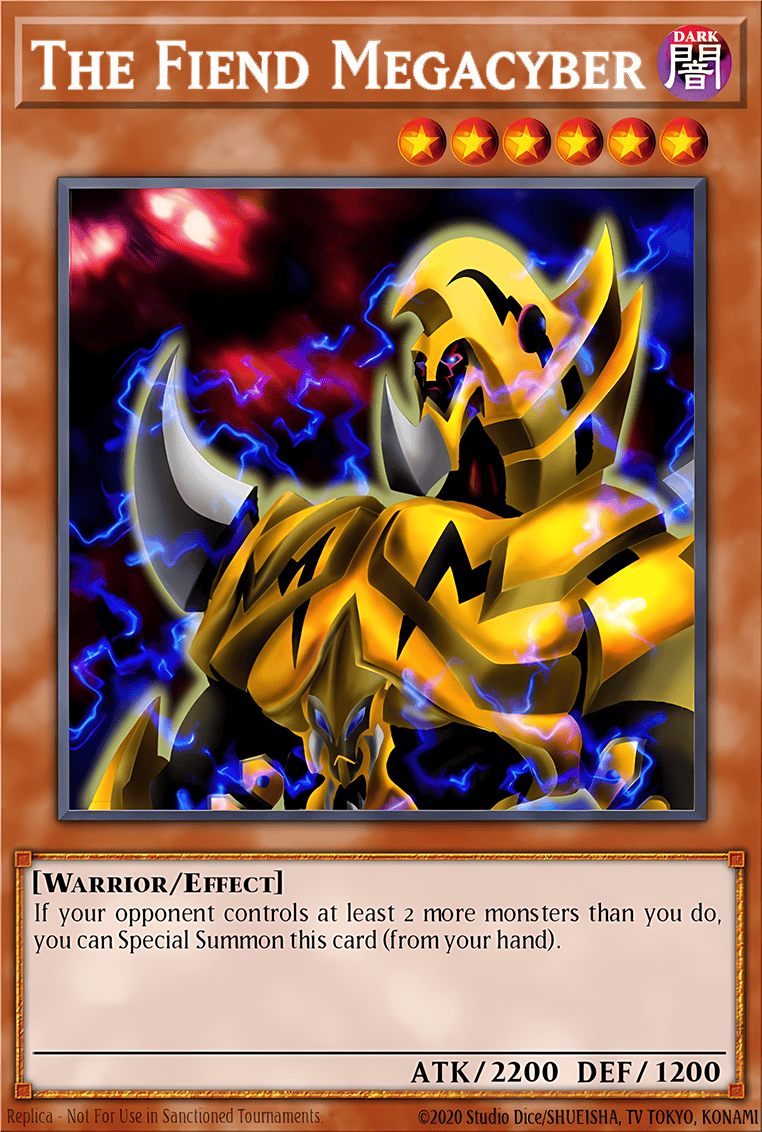 The Fiend Megacyber
DARK
闇
[Warrior/Effect]
If your opponent controls at least 2 more monsters than you do,
you can Special Summon this card (from your hand).
ATK/2200 DEF/1200
Replica - Not For Use in Sanctioned Tournaments.
©2020 Studio Dice/SHUEISHA, TV TOKYO, KONAMI